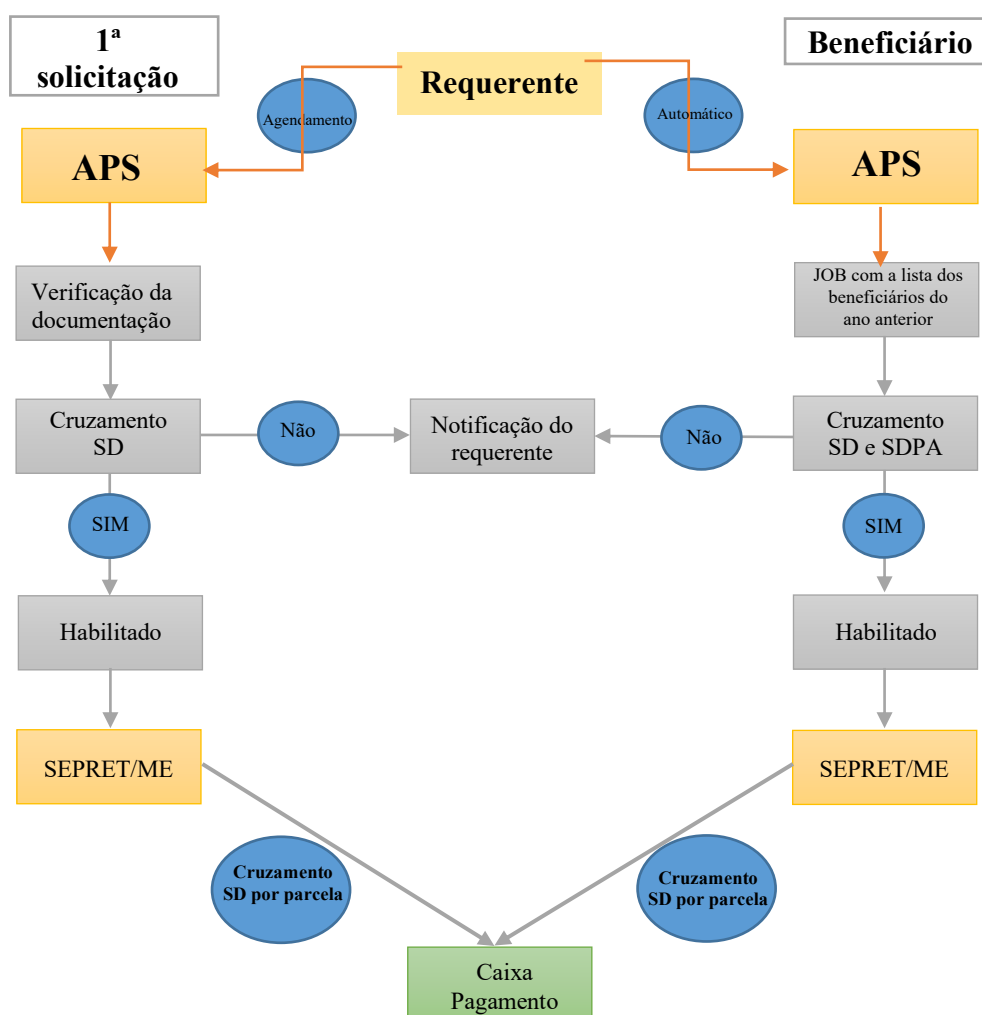 1ª
solicitação
Requerente
Beneficiário
Agendamento
Automático
APS
APS
Verificação da
documentação
JOB com a lista dos
beneficiários do
ano anterior
Cruzamento
SD
Não
Notificação do
requerente
Não
Cruzamento
SD e SDPA
SIM
SIM
Habilitado
Habilitado
SEPRET/ME
SEPRET/ME
Cruzamento
SD por parcela
Cruzamento
SD por parcela
Caixa
Pagamento